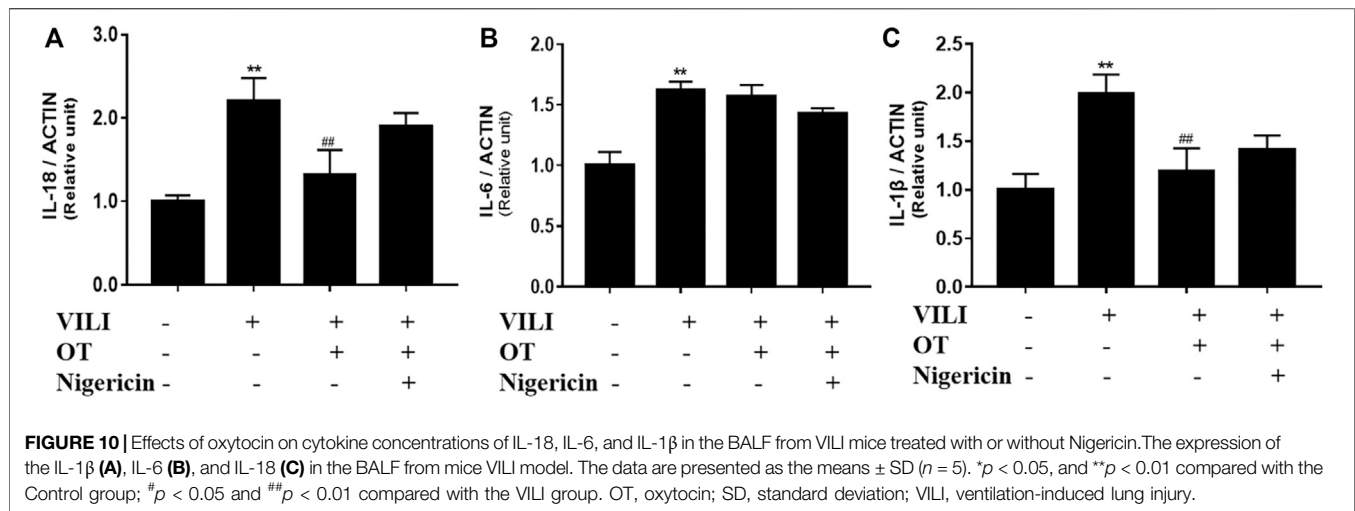 A
IL-18 / ACTIN
(Relative unit)
3.0
2.0
1.0
0.0
**
##
VILI - + + +
OT - - + +
Nigericin - - - +
B
IL-6 / ACTIN
(Relative unit)
2.0
1.5
1.0
0.5
0.0
**
VILI - + + +
OT - - + +
Nigericin - - - +
C
IL-1β / ACTIN
(Relative unit)
2.5
2.0
1.5
1.0
0.5
0.0
**
##
VILI - + + +
OT - - + +
Nigericin - - - +
FIGURE 10 | Effects of oxytocin on cytokine concentrations of IL-18, IL-6, and IL-1β in the BALF from VILI mice treated with or without Nigericin.The expression of
the IL-1β (A), IL-6 (B), and IL-18 (C) in the BALF from mice VILI model. The data are presented as the means ± SD (n = 5). *p < 0.05, and **p < 0.01 compared with the
Control group; #p < 0.05 and ##p < 0.01 compared with the VILI group. OT, oxytocin; SD, standard deviation; VILI, ventilation-induced lung injury.